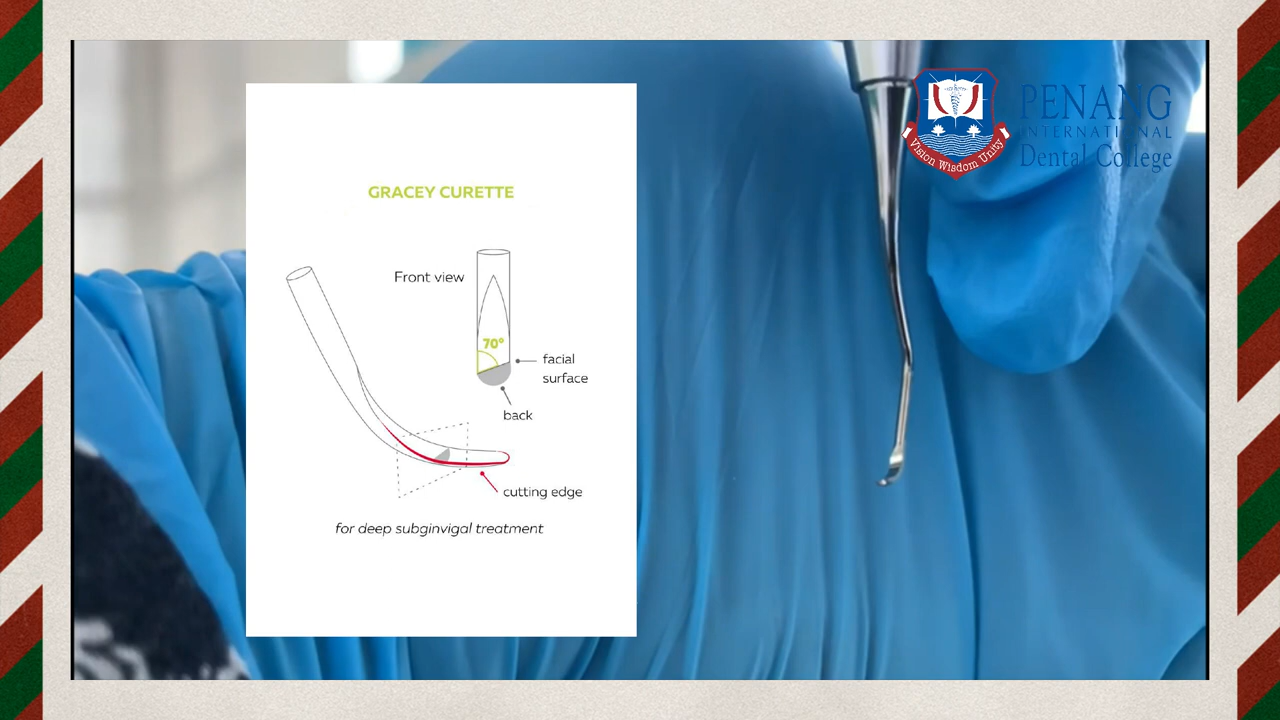 GRACEY CURETTE
Front view
70°
facial
surface
back
cutting edge
for deep subginvigal treatment
PENANG
INTERNATIONAL
Dental College
Vision Wisdom Unity